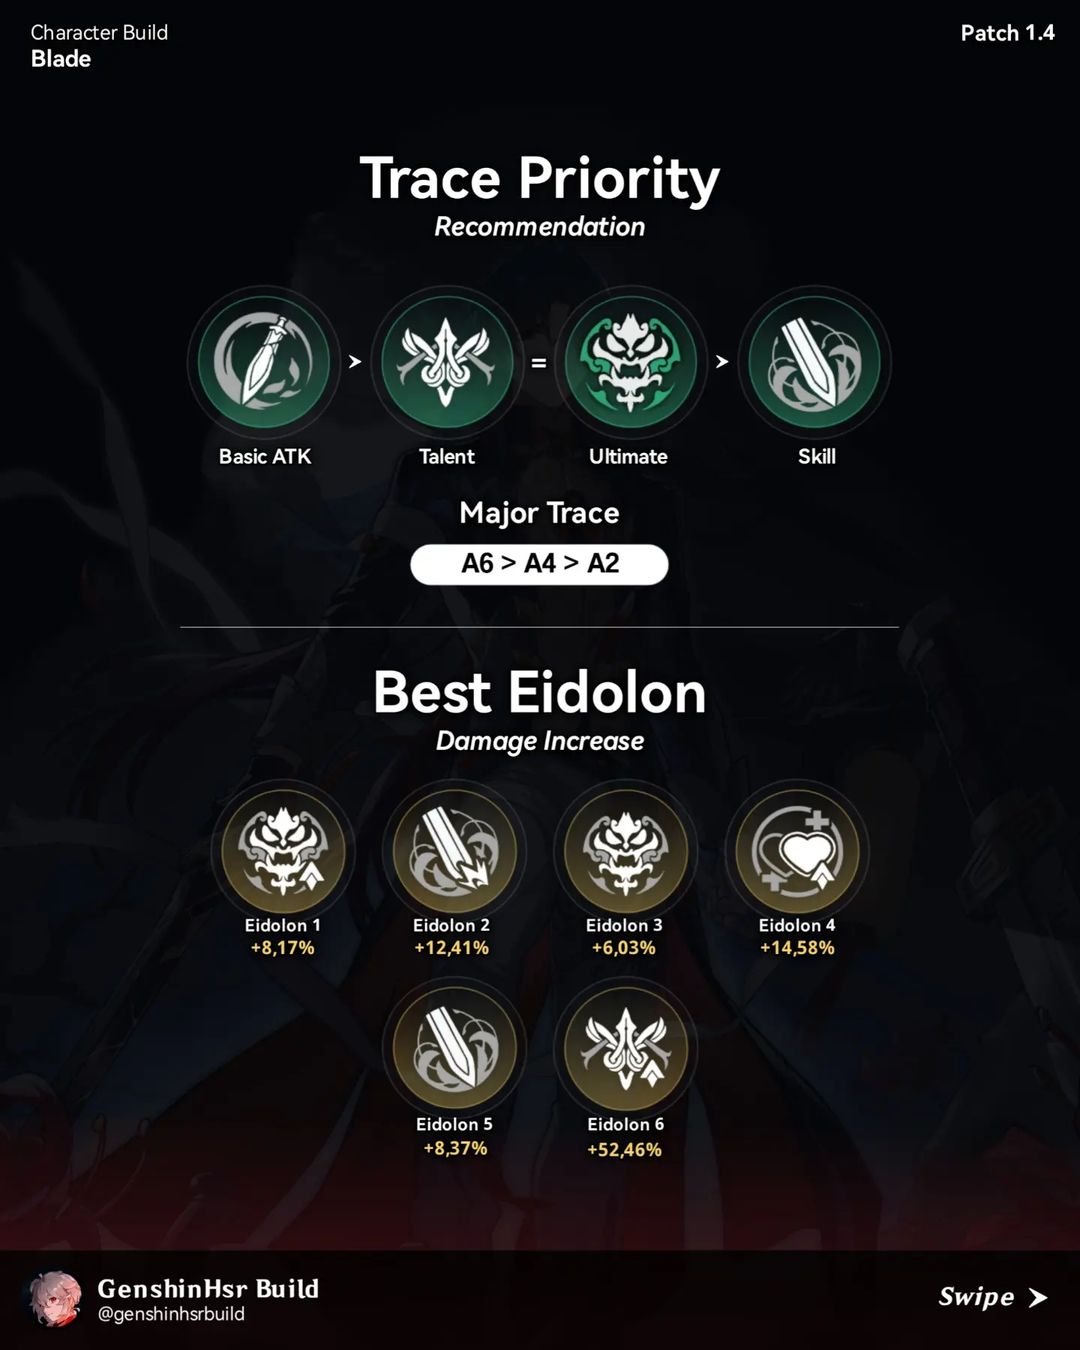 Character Build
Blade
Patch 1.4
Trace Priority
Recommendation
> = >
Basic ATK Talent Ultimate Skill
Major Trace
A6 > A4 > A2
Best Eidolon
Damage Increase
Eidolon 1 Eidolon 2 Eidolon 3 Eidolon 4
+8,17% +12,41% +6,03% +14,58%
Eidolon 5 Eidolon 6
+8,37% +52,46%
GenshinHsr Build
@genshinhsrbuild
Swipe